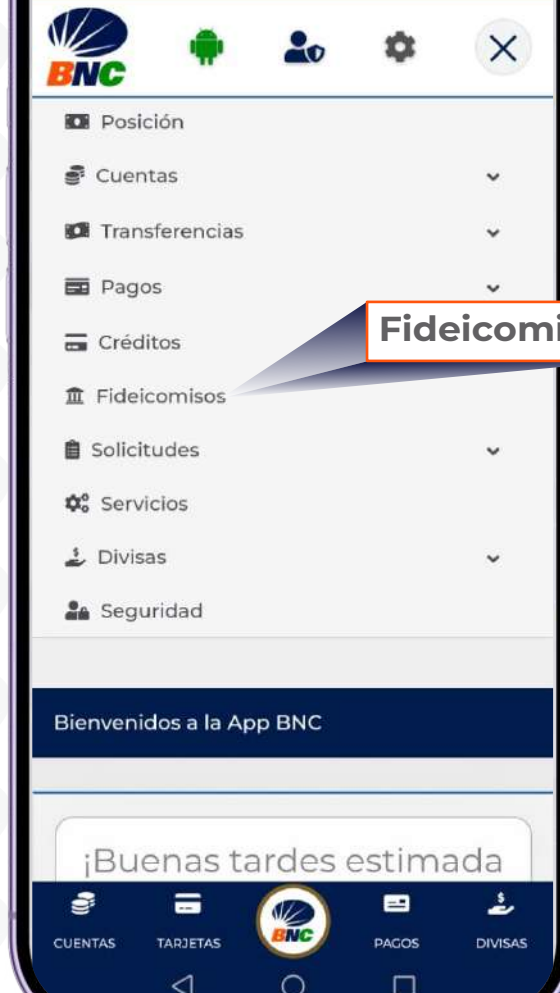 BNC
Posición
Cuentas
Transferencias
Pagos
Créditos
Fideicomisos
Solicitudes
Servicios
Divisas
Seguridad
Bienvenidos a la App BNC
¡Buenas tardes estimada
CUENTAS TARJETAS BNC PAGOS DIVISAS